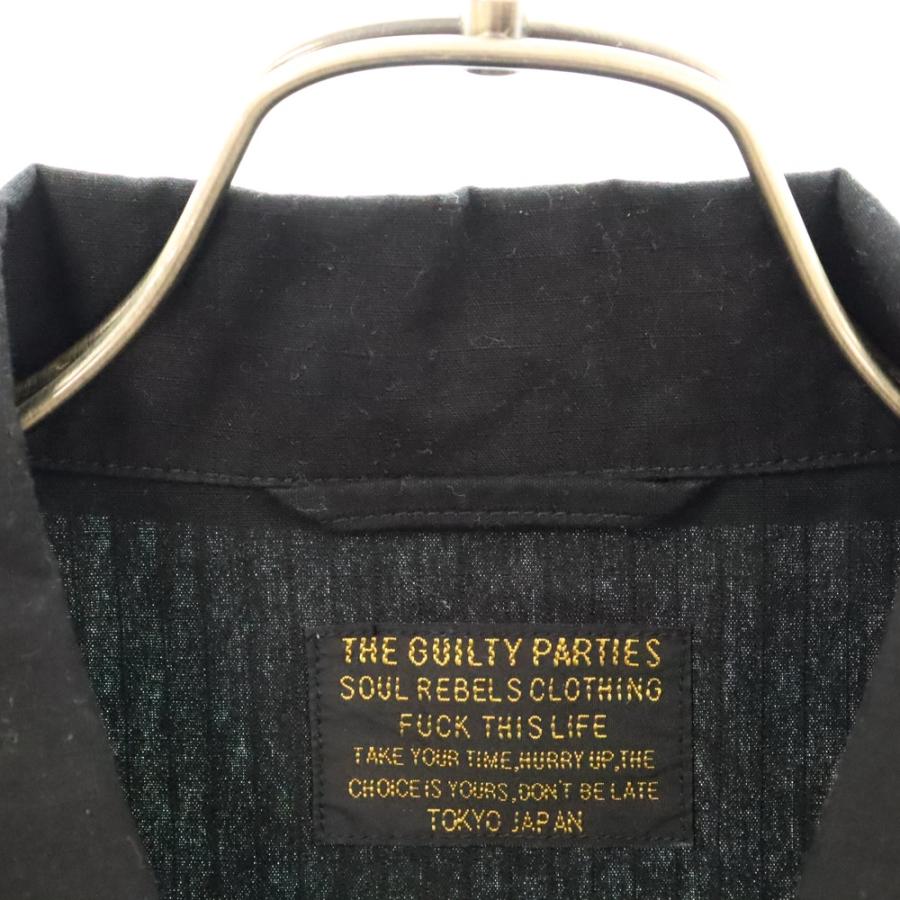 THE GUILTY PARTIES
SOUL REBELS CLOTHING
FUCK THIS LIFE
TAKE YOUR TIME,HURRY UP,THE
CHOICE IS YOURS,DON'T BE LATE
TOKYO JAPAN